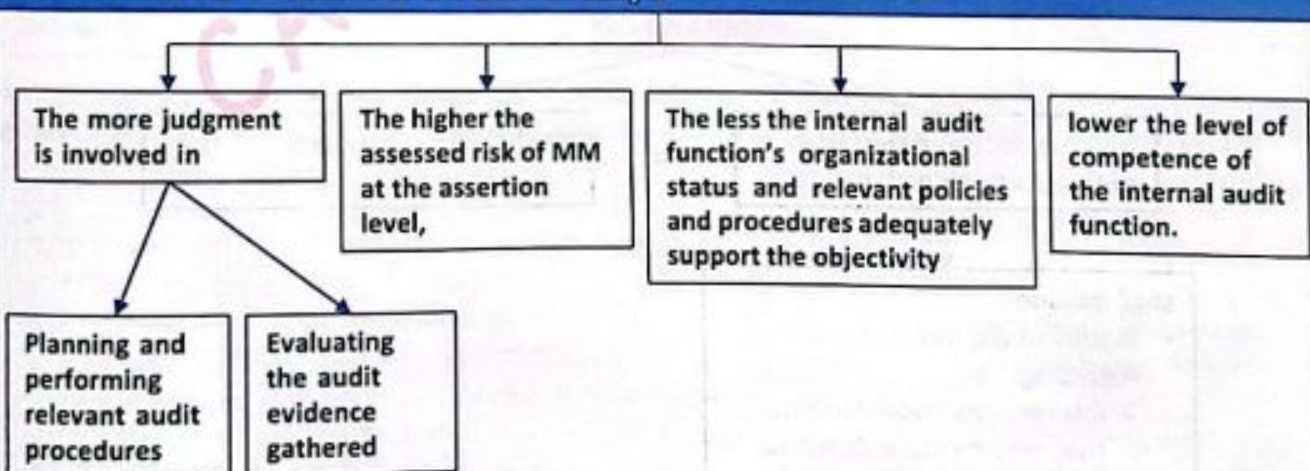 The more judgment
is involved in
The higher the
assessed risk of MM
at the assertion
level,
The less the internal audit
function's organizational
status and relevant policies
and procedures adequately
support the objectivity
lower the level of
competence of
the internal audit
function.
Planning and
performing
relevant audit
procedures
Evaluating
the audit
evidence
gathered